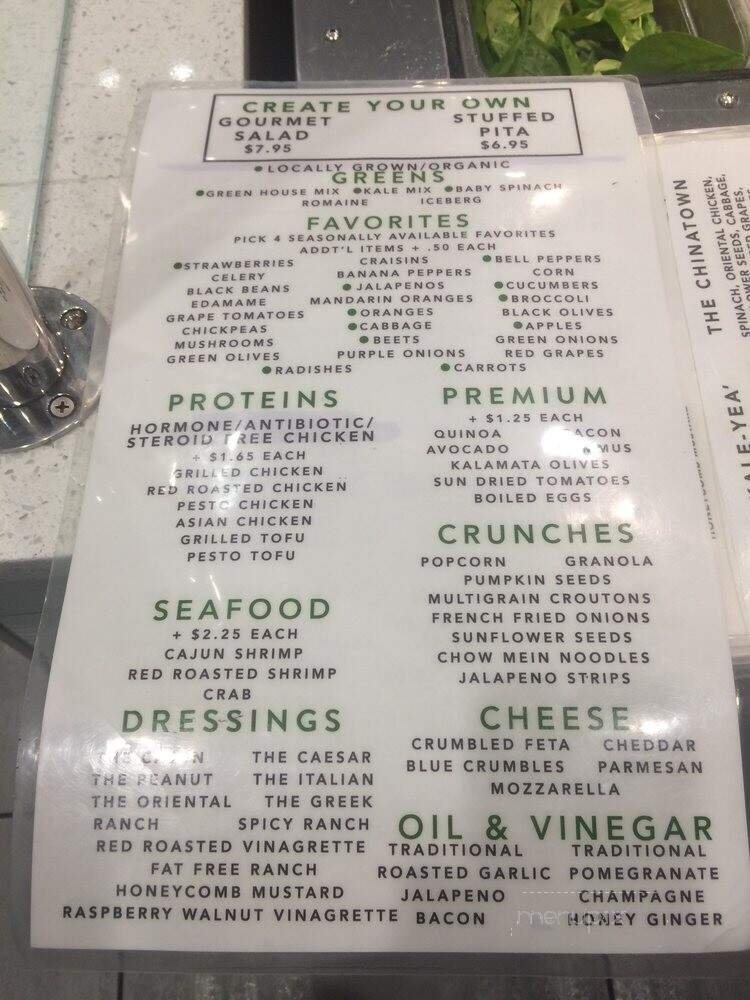 CREATE YOUR OWN
GOURMET SALAD $7.95
STUFFED PITA $6.95
•LOCALLY GROWN/ORGANIC
GREENS
•GREEN HOUSE MIX •KALE MIX •BABY SPINACH
ROMAINE ICEBERG
FAVORITES
PICK 4 SEASONALLY AVAILABLE FAVORITES
ADDT'L ITEMS + .50 EACH
•STRAWBERRIES CRAISINS •BELL PEPPERS
CELERY BANANA PEPPERS CORN
BLACK BEANS •JALAPENOS •CUCUMBERS
EDAMAME MANDARIN ORANGES •BROCCOLI
GRAPE TOMATOES •ORANGES BLACK OLIVES
CHICKPEAS •CABBAGE •APPLES
MUSHROOMS •BEETS GREEN ONIONS
GREEN OLIVES PURPLE ONIONS RED GRAPES
•RADISHES •CARROTS
PROTEINS
HORMONE/ANTIBIOTIC/
STEROID FREE CHICKEN
+ $1.65 EACH
GRILLED CHICKEN
RED ROASTED CHICKEN
PESTO CHICKEN
ASIAN CHICKEN
GRILLED TOFU
PESTO TOFU
SEAFOOD
+ $2.25 EACH
CAJUN SHRIMP
RED ROASTED SHRIMP
CRAB
DRESSINGS
THE THE CAESAR
THE PEANUT THE ITALIAN
THE ORIENTAL THE GREEK
RANCH SPICY RANCH
RED ROASTED VINAGRETTE
FAT FREE RANCH
HONEYCOMB MUSTARD
RASPBERRY WALNUT VINAGRETTE
PREMIUM
+ $1.25 EACH
QUINOA BACON
AVOCADO
KALAMATA OLIVES
SUN DRIED TOMATOES
BOILED EGGS
CRUNCHES
POPCORN GRANOLA
PUMPKIN SEEDS
MULTIGRAIN CROUTONS
FRENCH FRIED ONIONS
SUNFLOWER SEEDS
CHOW MEIN NOODLES
JALAPENO STRIPS
CHEESE
CRUMBLED FETA CHEDDAR
BLUE CRUMBLES PARMESAN
MOZZARELLA
OIL & VINEGAR
TRADITIONAL TRADITIONAL
ROASTED GARLIC POMEGRANATE
JALAPENO CHAMPAGNE
BACON HONEY GINGER
THE CHINATOWN
SPINACH, ORIENTAL CHICKEN,
SEEDS, CABBAGE,
GRAPES,